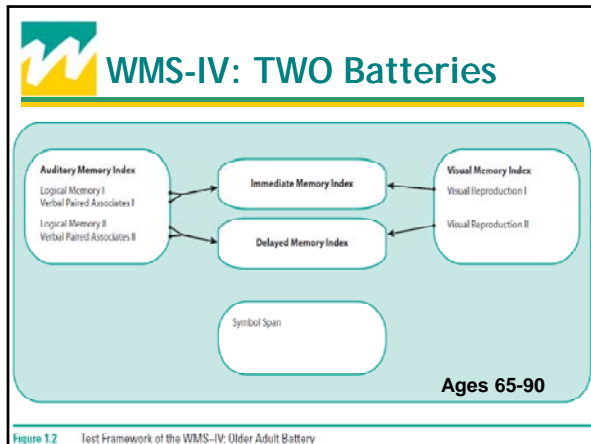 WMS-IV: TWO Batteries
Auditory Memory Index
Logical Memory I
Verbal Paired Associates I
Logical Memory II
Verbal Paired Associates II
Immediate Memory Index
Delayed Memory Index
Visual Memory Index
Visual Reproduction I
Visual Reproduction II
Symbol Span
Ages 65-90
Figure 1.2 Test Framework of the WMS–IV: Older Adult Battery